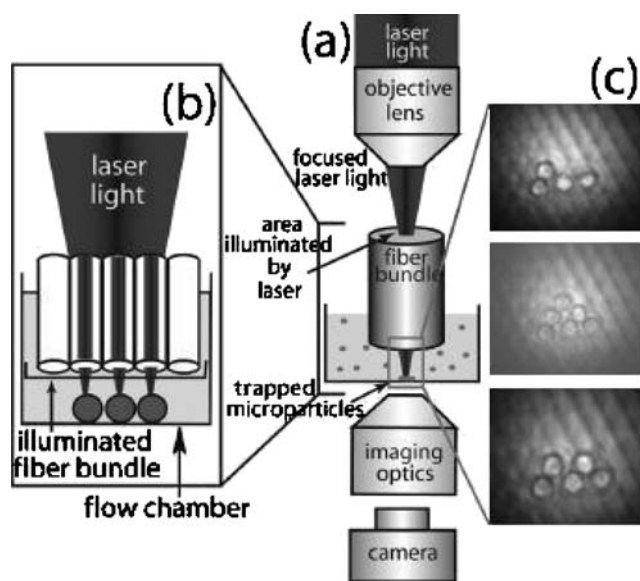 (a)
laser
light
objective
lens
focused
laser light
area
illuminated
by
laser
fiber
bundle
trapped
microparticles
imaging
optics
camera
(b)
laser
light
illuminated
fiber bundle
flow chamber
(c)